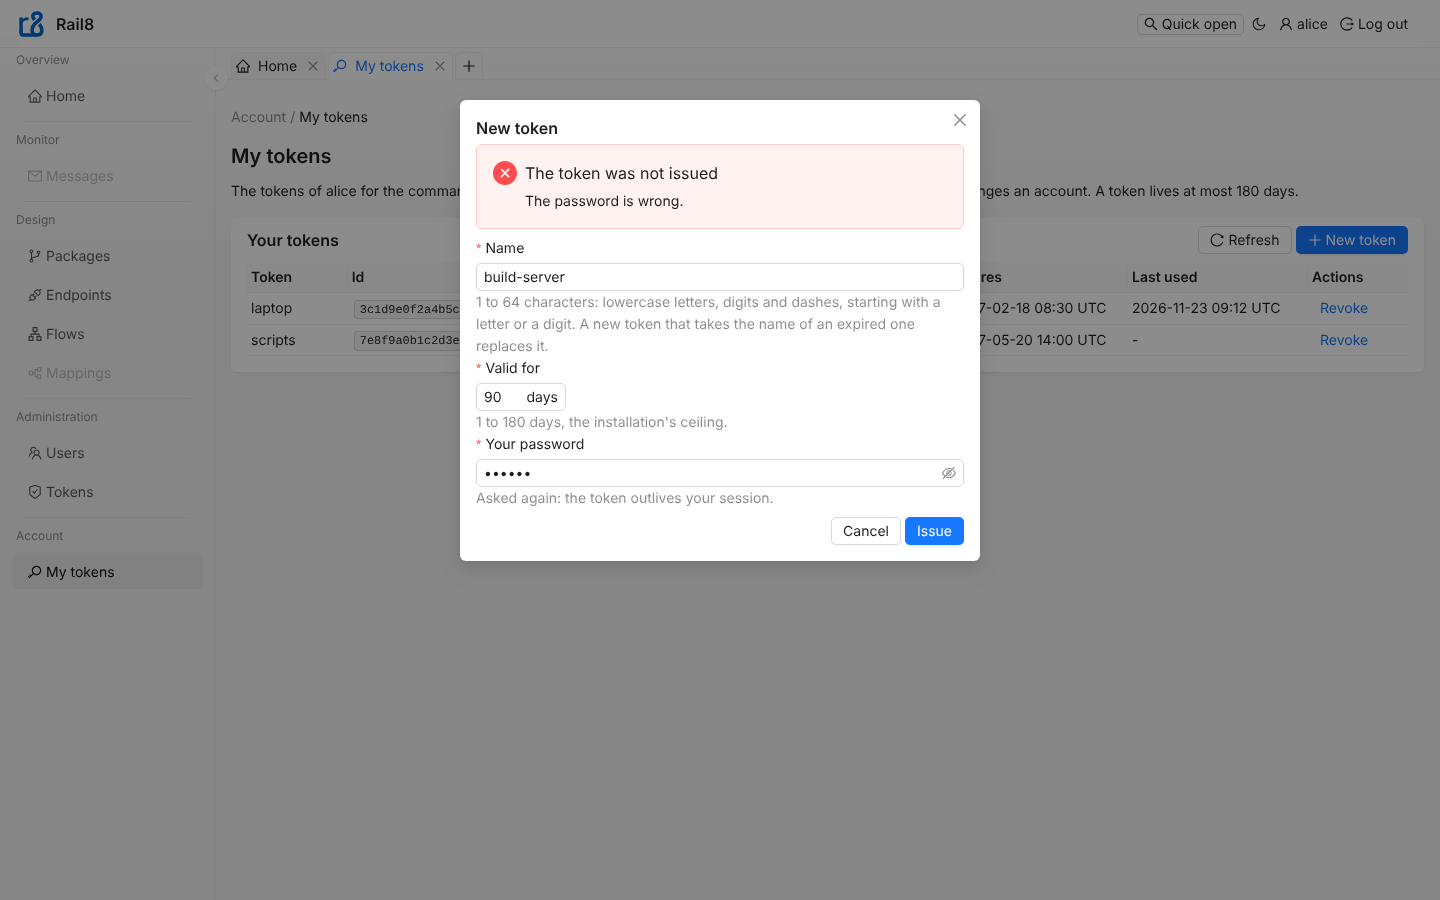 r8 Rail8
Quick open
alice
Log out
Overview
Home
Monitor
Messages
Design
Packages
Endpoints
Flows
Mappings
Administration
Users
Tokens
Account
My tokens
Home
My tokens
Account / My tokens
My tokens
The tokens of alice for the
an account. A token lives at most 180 days.
Your tokens
Refresh
New token
Token Id Last used Actions
laptop 3c1d9e0f2a4b5c 02-18 08:30 UTC 2026-11-23 09:12 UTC Revoke
scripts 7e8f9a0b1c2d3e 05-20 14:00 UTC - Revoke
New token
The token was not issued
The password is wrong.
* Name
build-server
1 to 64 characters: lowercase letters, digits and dashes, starting with a
letter or a digit. A new token that takes the name of an expired one
replaces it.
* Valid for
90 days
1 to 180 days, the installation's ceiling.
* Your password
••••••
Asked again: the token outlives your session.
Cancel
Issue